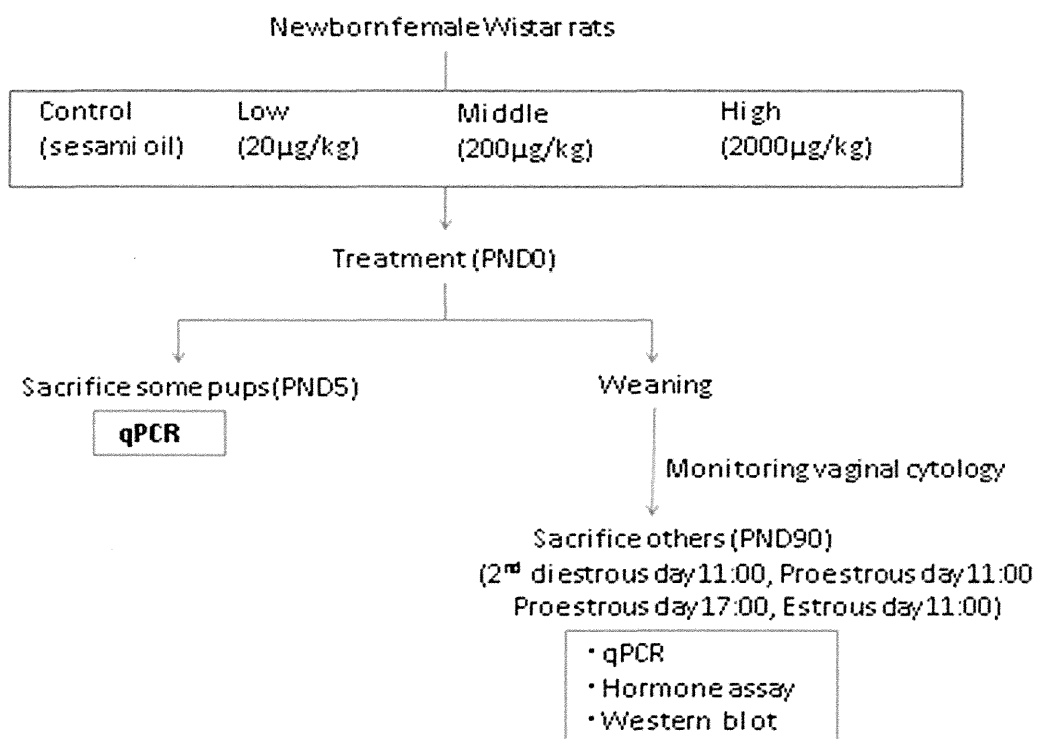 Newborn female Wistar rats
Control Low Middle High
(sesami oil) (20µg/kg) (200µg/kg) (2000µg/kg)
Treatment (PND0)
Sacrifice some pups (PND5)
qPCR
Weaning
Monitoring vaginal cytology
Sacrifice others (PND90)
(2nd diestrous day 11:00, Proestrous day 11:00
Proestrous day 17:00, Estrous day 11:00)
・qPCR
・Hormone assay
・Western blot